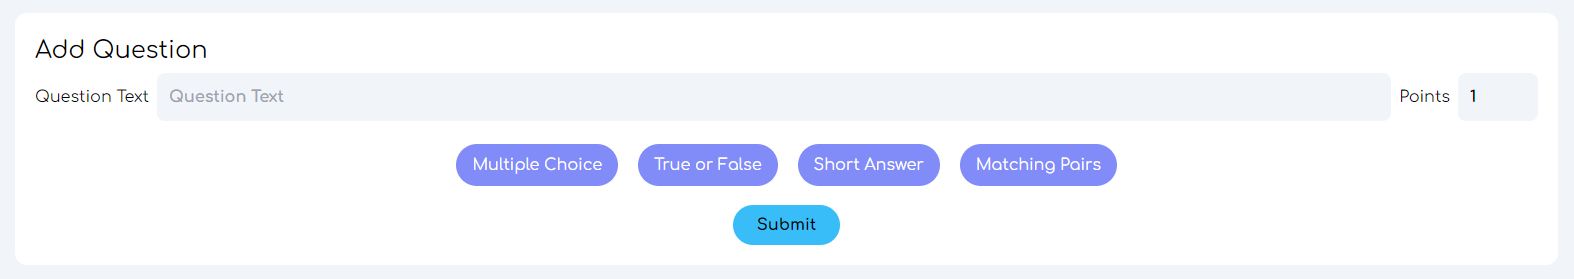 Add Question
Question Text Question Text Points 1
Multiple Choice True or False Short Answer Matching Pairs
Submit